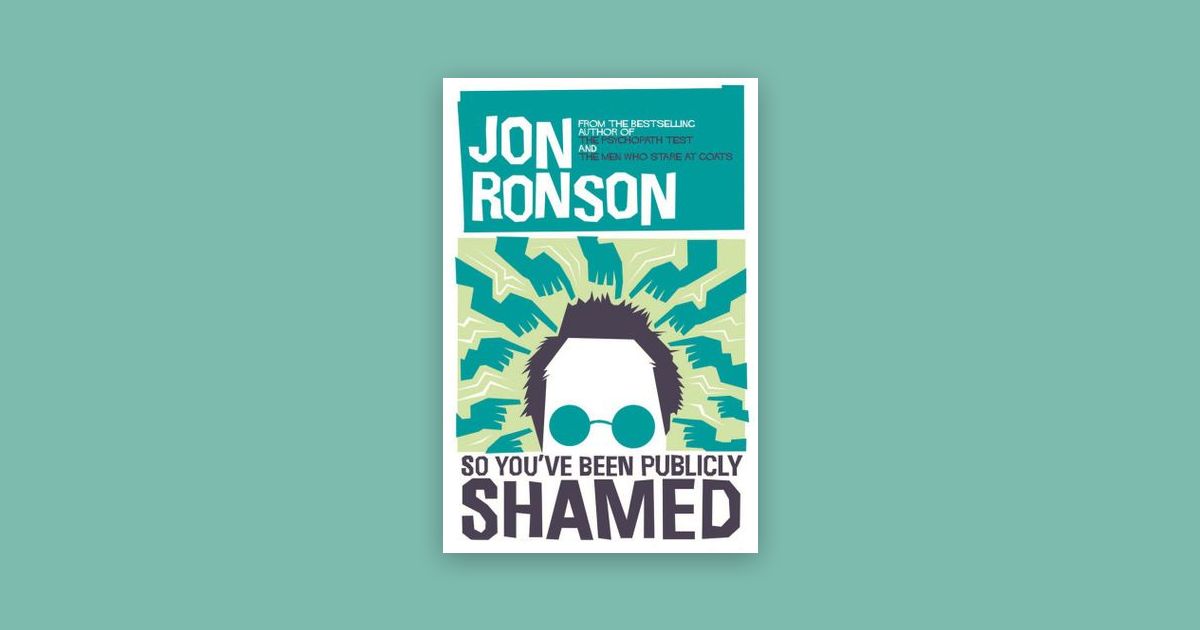 JON
RONSON
FROM THE BESTSELLING
AUTHOR OF
THE PSYCHOPATH TEST
AND
THE MEN WHO STARE AT GOATS
SO YOU'VE BEEN PUBLICLY
SHAMED